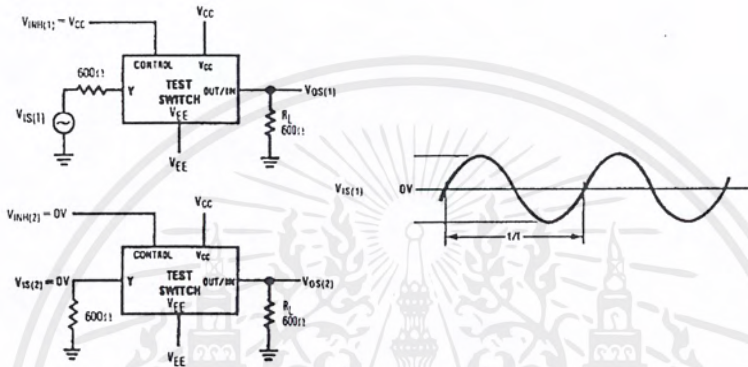 VINH(1) = VCC
VCC
600Ω
CONTROL
VCC
Y
TEST
SWITCH
OUT/IN
VOS(1)
VIS(1)
VEE
RL
600Ω
VEE
VIS(1)
0V
1/f
VINH(2) = 0V
VCC
CONTROL
VCC
VIS(2) = 0V
Y
TEST
SWITCH
OUT/IN
VOS(2)
600Ω
VEE
RL
600Ω
VEE